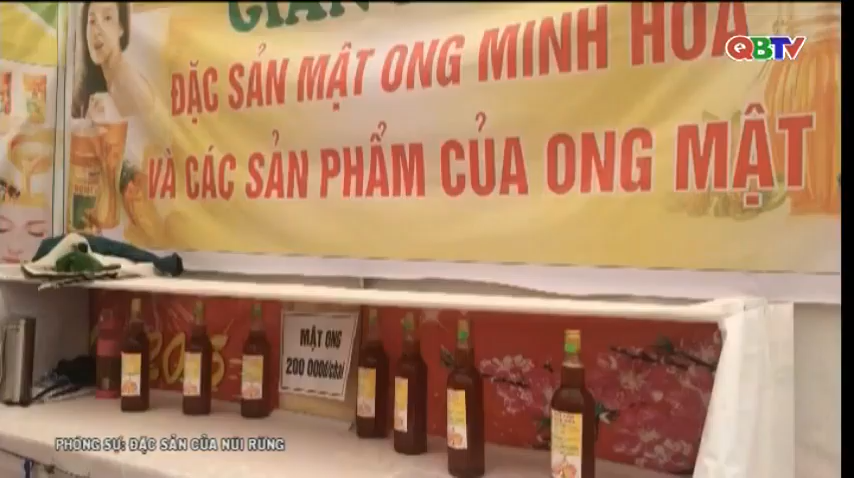 GIAN
QBTV
ĐẶC SẢN MẬT ONG MINH HÓA
VÀ CÁC SẢN PHẨM CỦA ONG MẬT
MẬT ONG
200 000đ/chai
PHÓNG SỰ: ĐẶC SẢN CỦA NÚI RỪNG